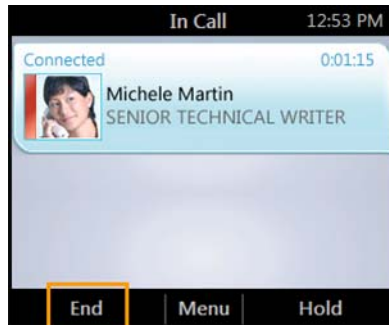 In Call 12:53 PM
Connected 0:01:15
Michele Martin
SENIOR TECHNICAL WRITER
End Menu Hold